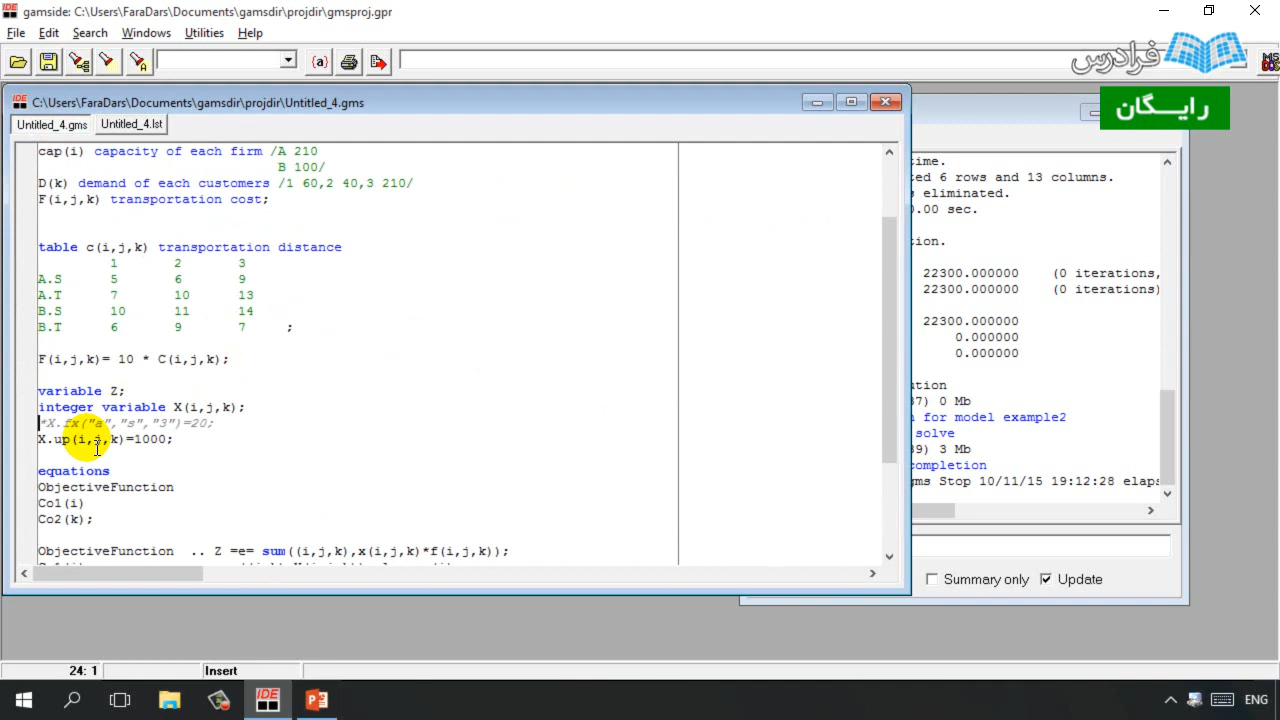 gamside: C:\Users\FaraDars\Documents\gamsdir\projdir\gmsproj.gpr
File Edit Search Windows Utilities Help
{a}
MS
فرادرس
رایگان
C:\Users\FaraDars\Documents\gamsdir\projdir\Untitled_4.gms
Untitled_4.gms Untitled_4.lst
cap(i) capacity of each firm /A 210
B 100/
D(k) demand of each customers /1 60,2 40,3 210/
F(i,j,k) transportation cost;
table c(i,j,k) transportation distance
1 2 3
A.S 5 6 9
A.T 7 10 13
B.S 10 11 14
B.T 6 9 7 ;
F(i,j,k)= 10 * C(i,j,k);
variable Z;
integer variable X(i,j,k);
*X.fx("a","s","3")=20;
X.up(i,j,k)=1000;
equations
ObjectiveFunction
Co1(i)
Co2(k);
ObjectiveFunction .. Z =e= sum((i,j,k),x(i,j,k)*f(i,j,k));
time.
ted 6 rows and 13 columns.
s eliminated.
0.00 sec.
tion.
22300.000000 (0 iterations,
22300.000000 (0 iterations)
22300.000000
0.000000
0.000000
ution
37) 0 Mb
n for model example2
solve
39) 3 Mb
completion
gms Stop 10/11/15 19:12:28 elaps
Summary only Update
24: 1 Insert
IDE
ENG